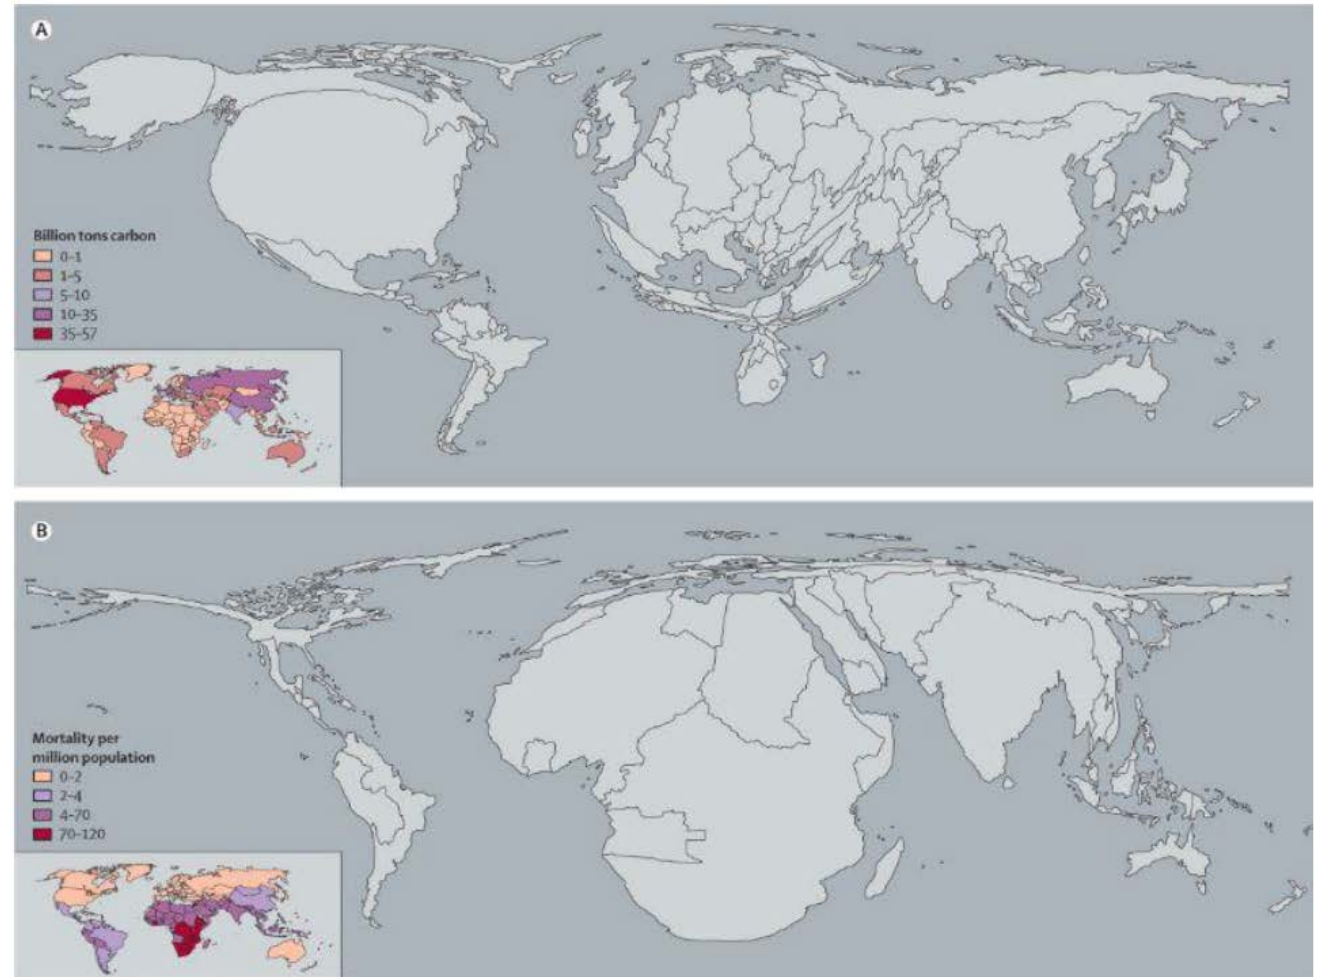 A
Billion tons carbon
0–1
1–5
5–10
10–35
35–57
B
Mortality per
million population
0–2
2–4
4–70
70–120